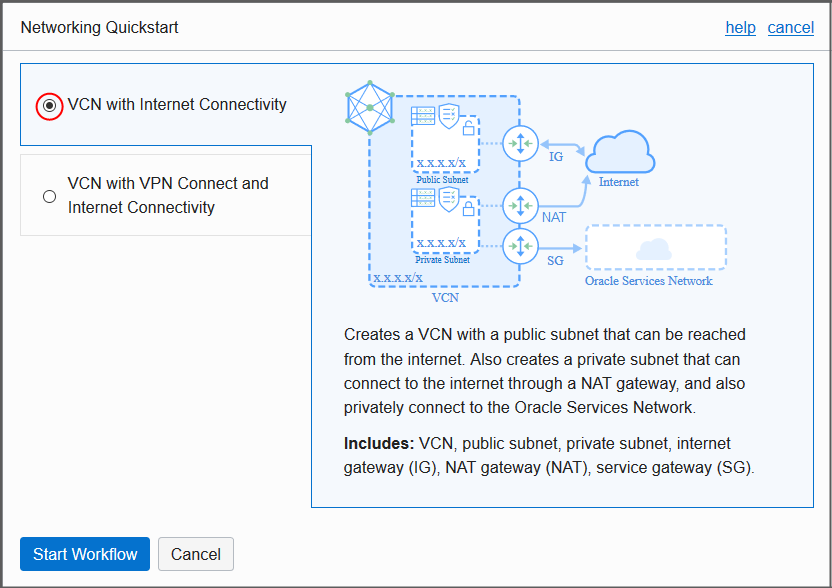 Networking Quickstart
help cancel
VCN with Internet Connectivity
VCN with VPN Connect and
Internet Connectivity
x.x.x.x/x
Public Subnet
IG
Internet
x.x.x.x/x
Private Subnet
NAT
SG
x.x.x.x/x
VCN
Oracle Services Network
Creates a VCN with a public subnet that can be reached
from the internet. Also creates a private subnet that can
connect to the internet through a NAT gateway, and also
privately connect to the Oracle Services Network.
Includes: VCN, public subnet, private subnet, internet
gateway (IG), NAT gateway (NAT), service gateway (SG).
Start Workflow
Cancel